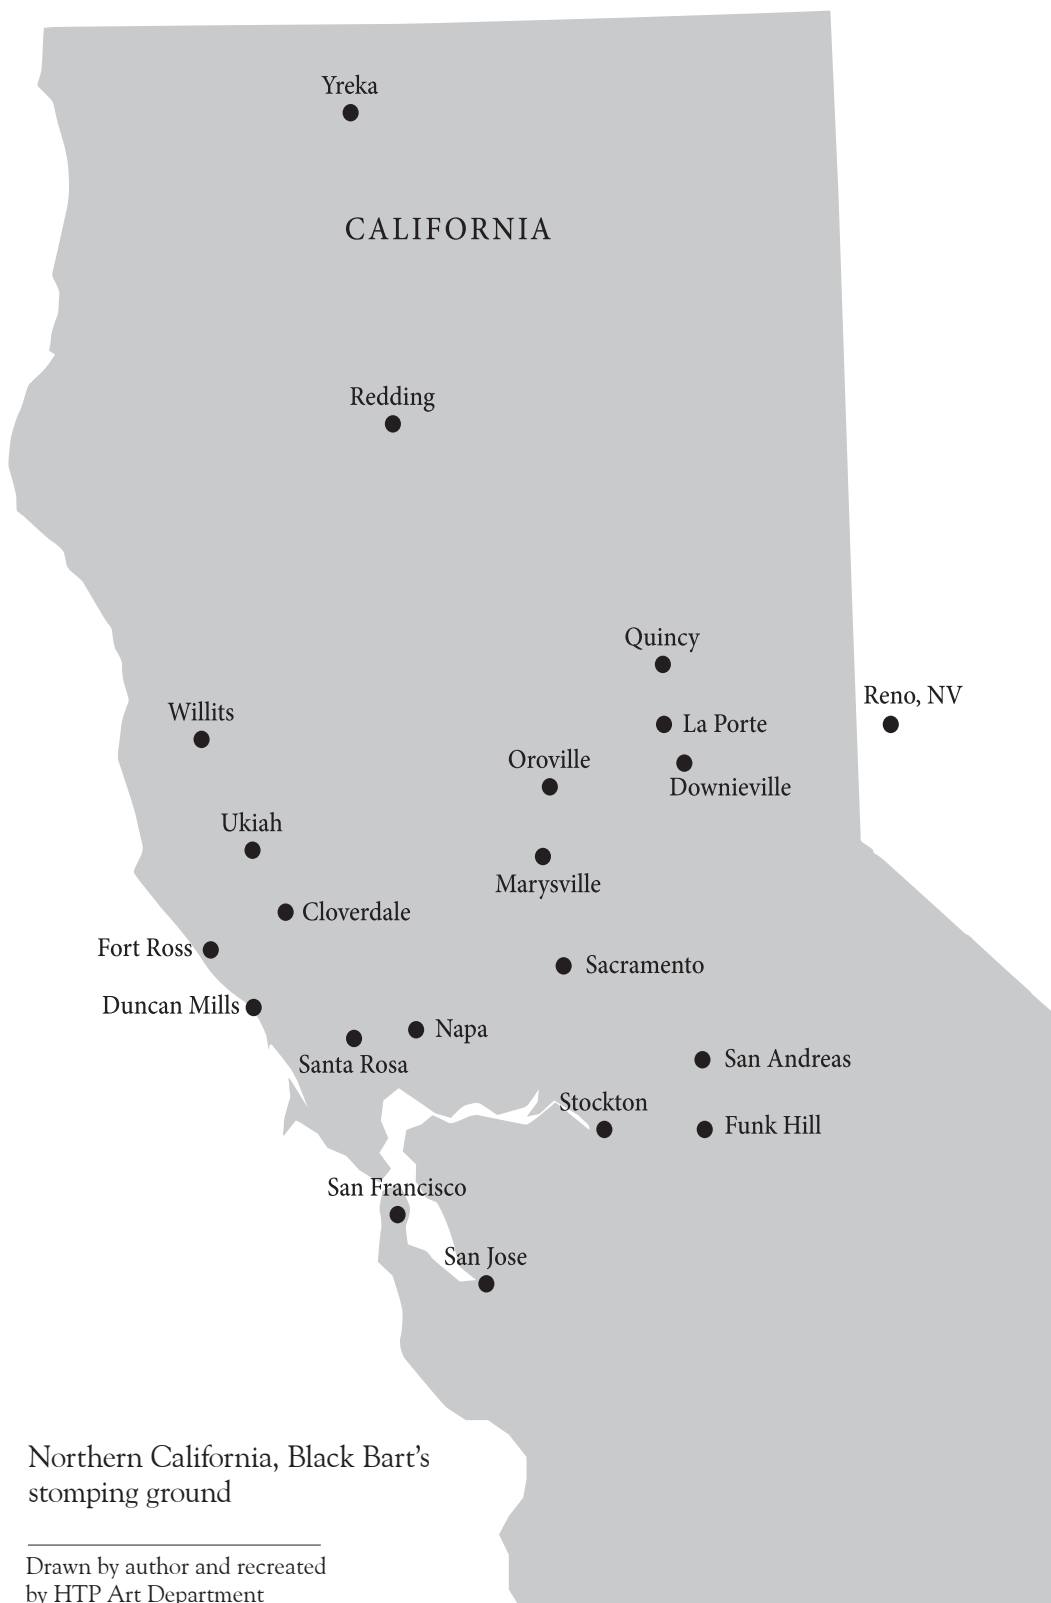 Yreka
CALIFORNIA
Redding
Quincy
Reno, NV
Willits
La Porte
Oroville
Downieville
Ukiah
Marysville
Cloverdale
Fort Ross
Sacramento
Duncan Mills
Napa
Santa Rosa
San Andreas
Stockton
Funk Hill
San Francisco
San Jose
Northern California, Black Bart’s
stomping ground
Drawn by author and recreated
by HTP Art Department